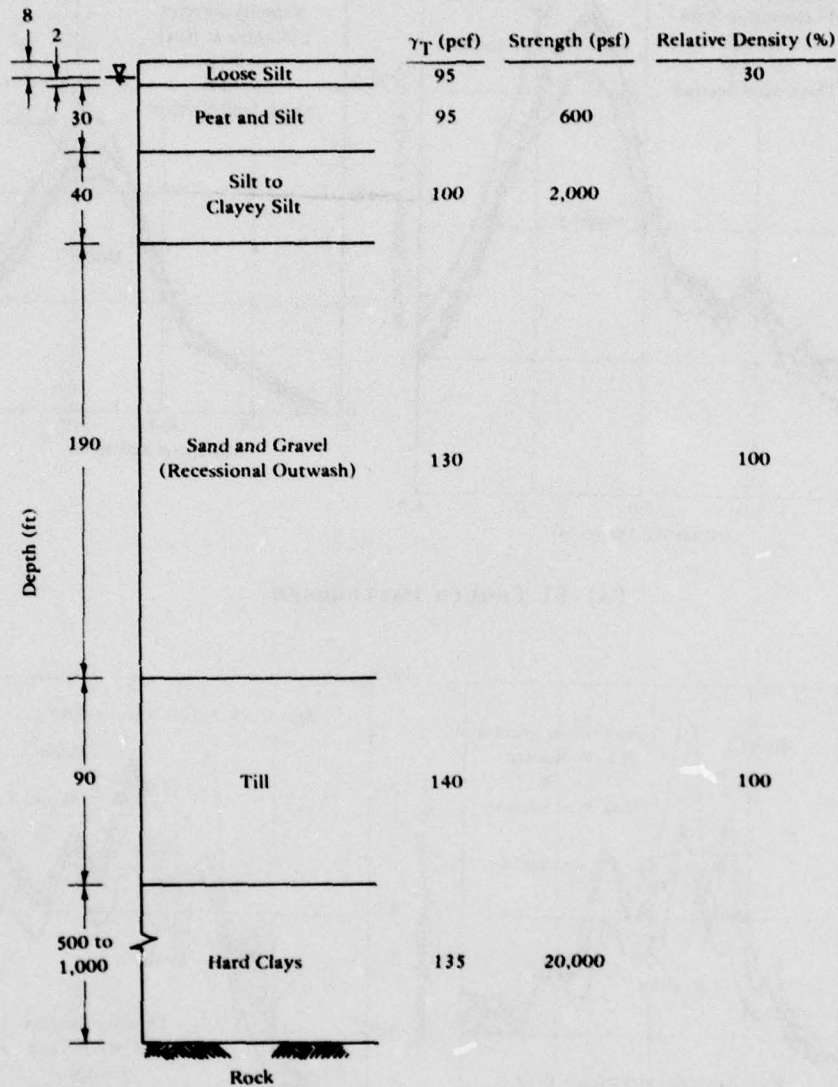 γT (pcf) Strength (psf) Relative Density (%)
8
2
Loose Silt 95 30
30 Peat and Silt 95 600
40 Silt to Clayey Silt 100 2,000
190 Sand and Gravel (Recessional Outwash) 130 100
Depth (ft)
90 Till 140 100
500 to 1,000 Hard Clays 135 20,000
Rock